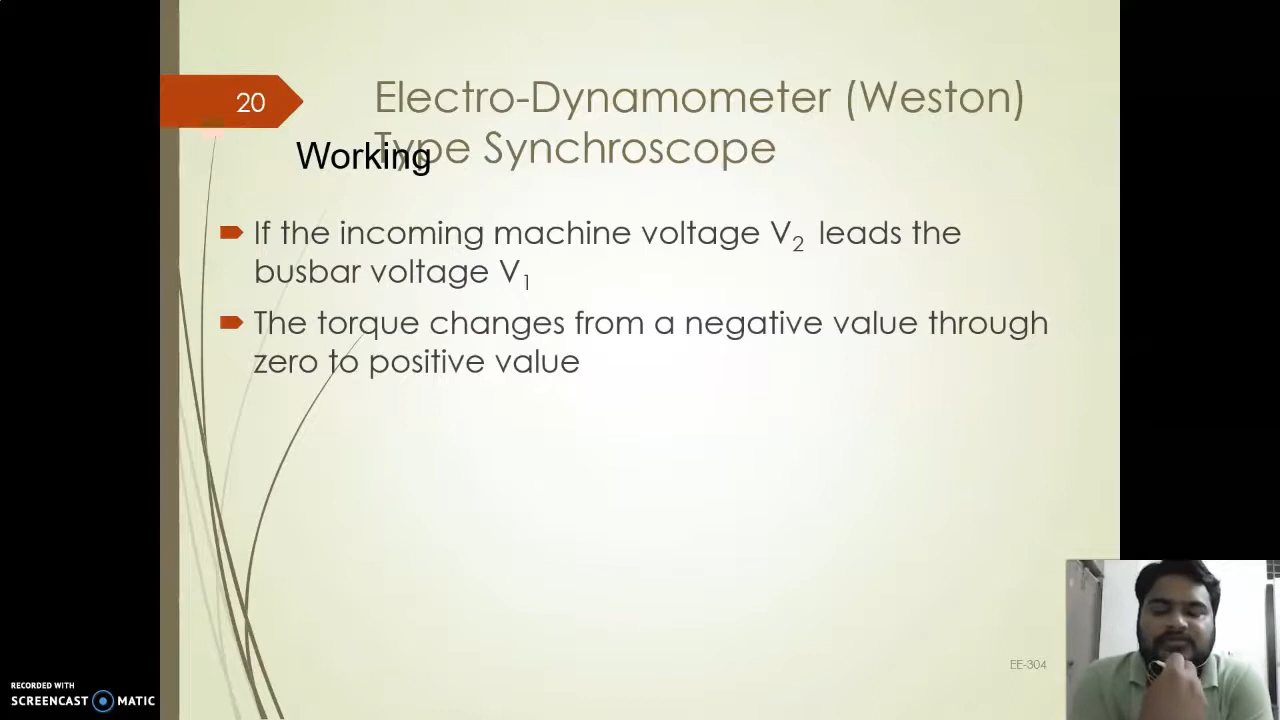 20
Electro-Dynamometer (Weston)
Type Synchroscope
Working
If the incoming machine voltage V₂ leads the
busbar voltage V₁
The torque changes from a negative value through
zero to positive value
EE-304
RECORDED WITH
SCREENCAST MATIC